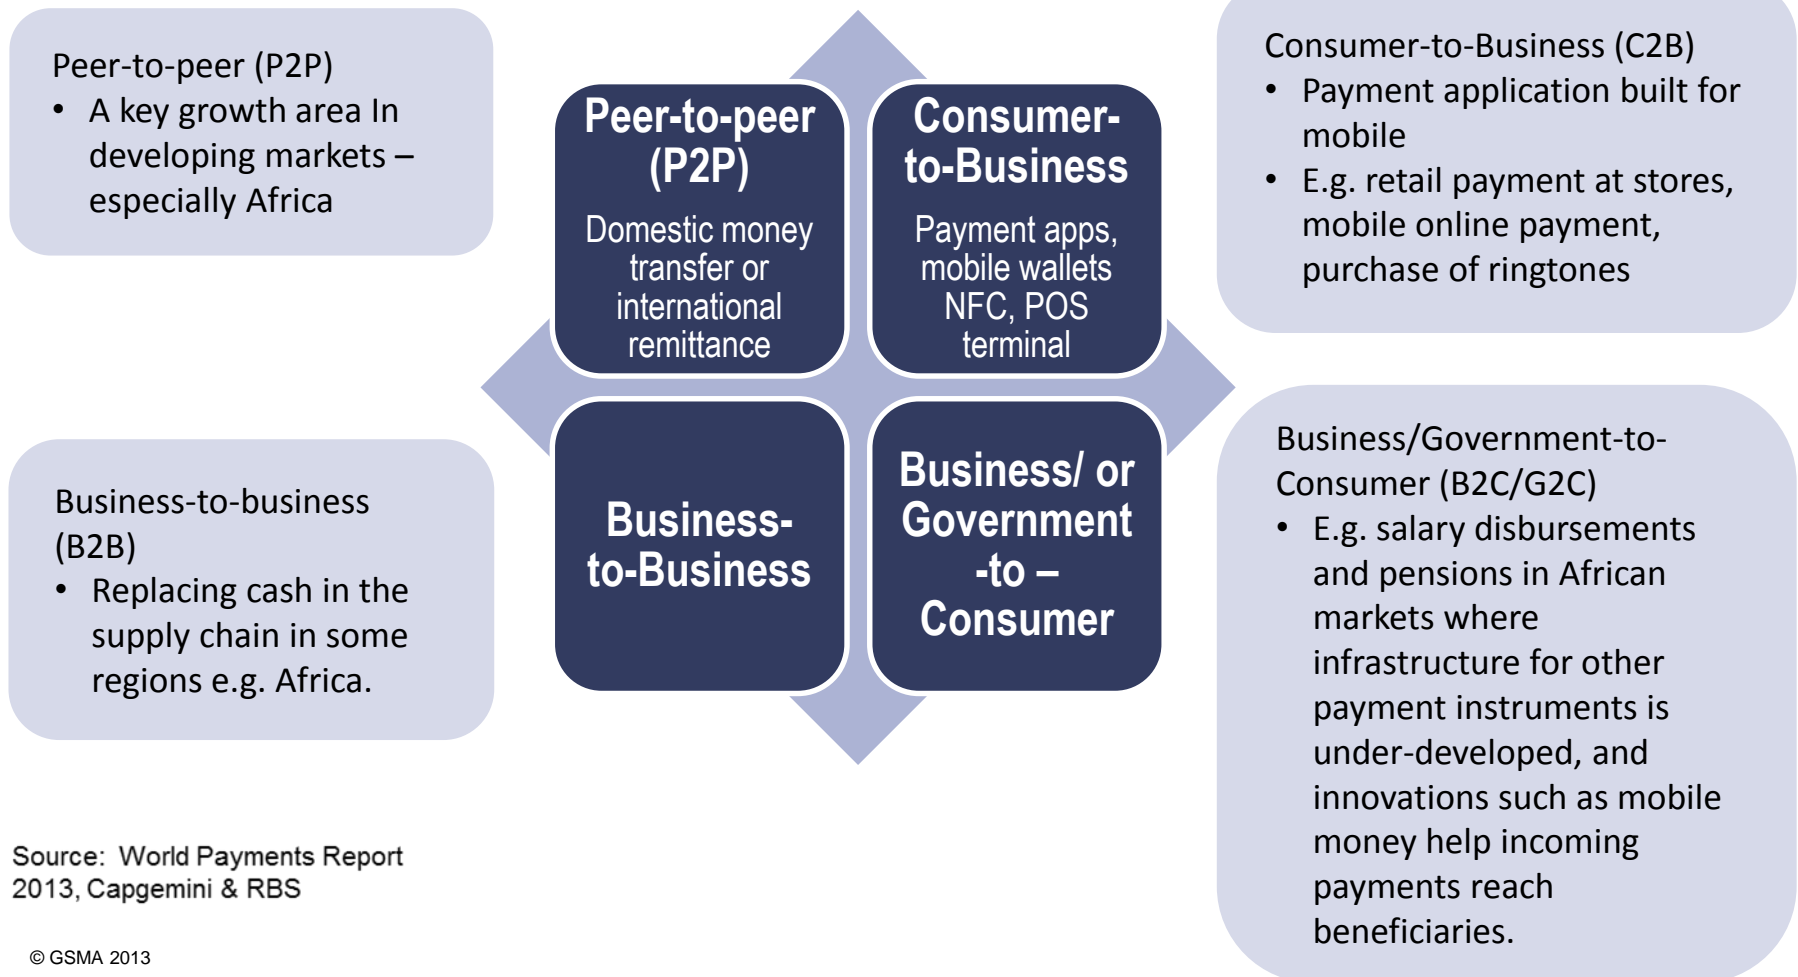 Peer-to-peer (P2P)
• A key growth area In
developing markets –
especially Africa
Peer-to-peer
(P2P)
Domestic money
transfer or
international
remittance
Consumer-
to-Business
Payment apps,
mobile wallets
NFC, POS
terminal
Consumer-to-Business (C2B)
• Payment application built for
mobile
• E.g. retail payment at stores,
mobile online payment,
purchase of ringtones
Business-to-business
(B2B)
• Replacing cash in the
supply chain in some
regions e.g. Africa.
Business-
to-Business
Business/ or
Government
-to –
Consumer
Business/Government-to-
Consumer (B2C/G2C)
• E.g. salary disbursements
and pensions in African
markets where
infrastructure for other
payment instruments is
under-developed, and
innovations such as mobile
money help incoming
payments reach
beneficiaries.
Source:  World Payments Report
2013, Capgemini & RBS
© GSMA 2013